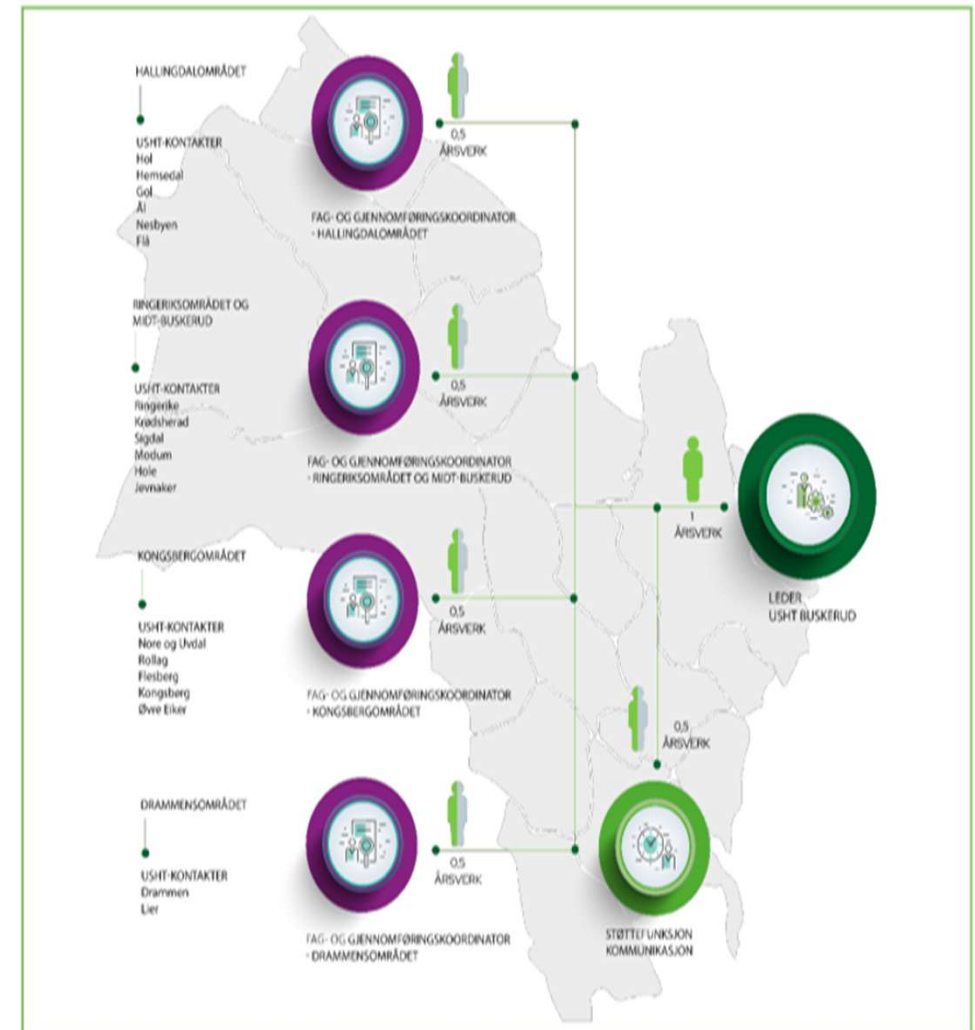 HALLINGDALOMRÅDET
USHT-KONTAKTER
Hol
Hemsedal
Gol
Ål
Nesbyen
Flå
0,5
ÅRSVERK
FAG- OG GJENNOMFØRINGSKOORDINATOR
- HALLINGDALOMRÅDET
RINGERIKSOMRÅDET OG
MIDT-BUSKERUD
USHT-KONTAKTER
Ringerike
Krødsherad
Sigdal
Modum
Hole
Jevnaker
0,5
ÅRSVERK
FAG- OG GJENNOMFØRINGSKOORDINATOR
- RINGERIKSOMRÅDET OG MIDT-BUSKERUD
KONGSBERGOMRÅDET
USHT-KONTAKTER
Nore og Uvdal
Rollag
Flesberg
Kongsberg
Øvre Eiker
0,5
ÅRSVERK
FAG- OG GJENNOMFØRINGSKOORDINATOR
- KONGSBERGOMRÅDET
DRAMMENSOMRÅDET
USHT-KONTAKTER
Drammen
Lier
0,5
ÅRSVERK
FAG- OG GJENNOMFØRINGSKOORDINATOR
- DRAMMENSOMRÅDET
1
ÅRSVERK
LEDER
USHT BUSKERUD
0,5
ÅRSVERK
STØTTEFUNKSJON
KOMMUNIKASJON